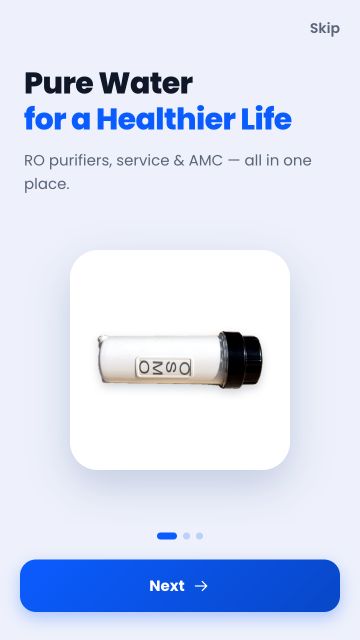 Skip
Pure Water
for a Healthier Life
RO purifiers, service & AMC — all in one
place.
OSMO
Next →